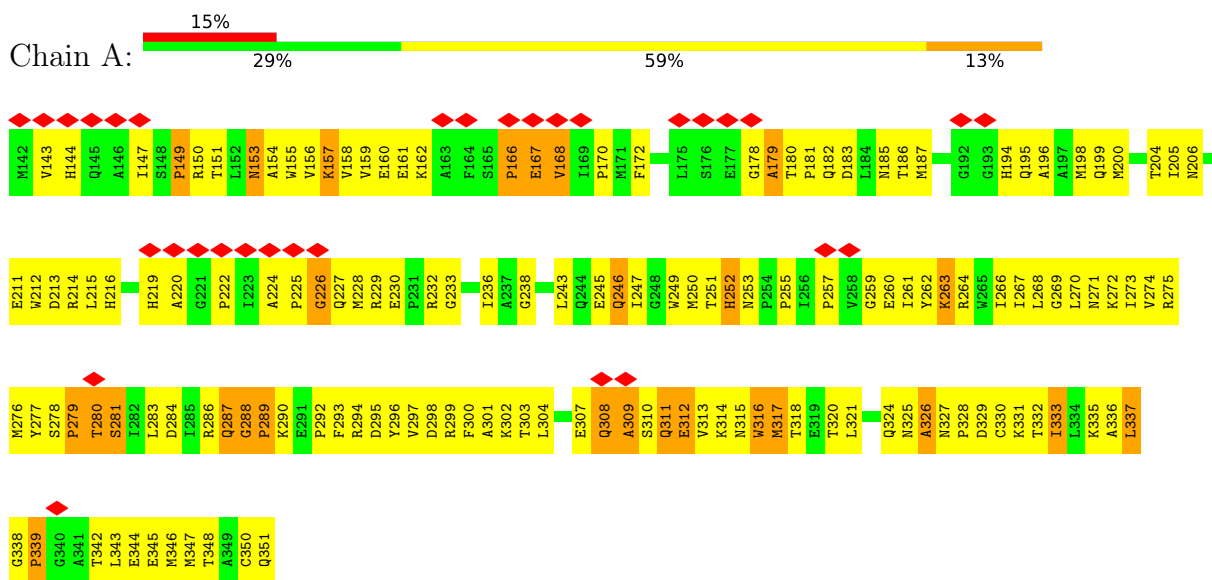 15%
Chain A:
29% 59% 13%
M142 V143 H144 Q145 A146 I147 S148 P149 R150 T151 L152 N153 A154 W155 V156 K157 V158 V159 E160 E161 K162 A163 F164 S165 P166 E167 V168 I169 P170 M171 F172 L175 S176 E177 G178 A179 T180 P181 Q182 D183 L184 N185 T186 M187 G192 G193 H194 Q195 A196 A197 M198 Q199 M200 T204 I205 N206
E211 W212 D213 R214 L215 H216 H219 A220 G221 P222 I223 A224 P225 G226 Q227 M228 R229 E230 P231 R232 G233 I236 A237 G238 L243 Q244 E245 Q246 I247 G248 W249 M250 T251 H252 N253 P254 P255 I256 P257 V258 G259 E260 I261 Y262 K263 R264 W265 I266 I267 L268 G269 L270 N271 K272 I273 V274 R275
M276 Y277 S278 P279 T280 S281 I282 L283 D284 I285 R286 Q287 G288 P289 K290 E291 P292 F293 R294 D295 Y296 V297 D298 R299 F300 A301 K302 T303 L304 E307 Q308 A309 S310 Q311 E312 V313 K314 N315 W316 M317 T318 E319 T320 L321 Q324 N325 A326 N327 P328 D329 C330 K331 T332 I333 L334 K335 A336 L337
G338 P339 G340 A341 T342 L343 E344 E345 M346 M347 T348 A349 C350 Q351